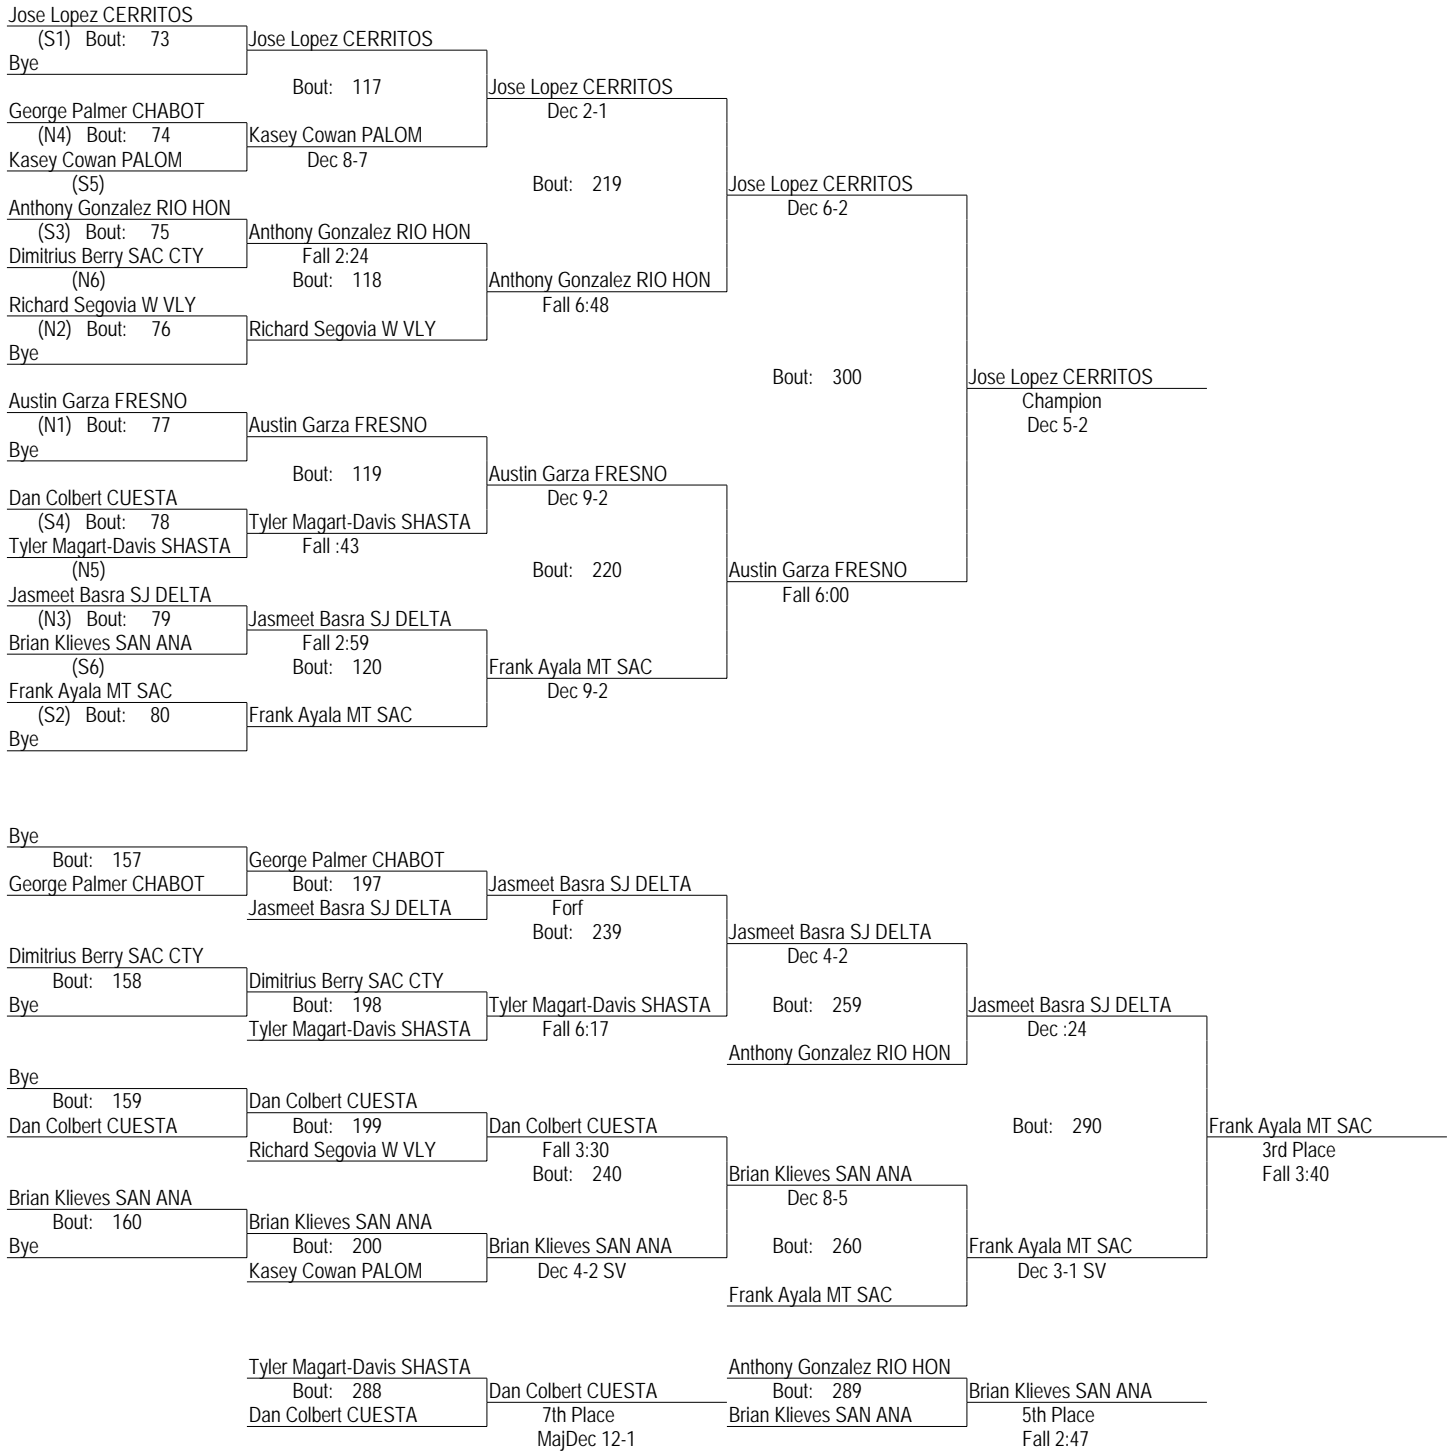 Jose Lopez CERRITOS
(S1) Bout: 73 Jose Lopez CERRITOS
Bye
Bout: 117 Jose Lopez CERRITOS
George Palmer CHABOT Dec 2-1
(N4) Bout: 74 Kasey Cowan PALOM
Kasey Cowan PALOM Dec 8-7
(S5) Bout: 219 Jose Lopez CERRITOS
Anthony Gonzalez RIO HON Dec 6-2
(S3) Bout: 75 Anthony Gonzalez RIO HON
Dimitrius Berry SAC CTY Fall 2:24
(N6) Bout: 118 Anthony Gonzalez RIO HON
Richard Segovia W VLY Fall 6:48
(N2) Bout: 76 Richard Segovia W VLY
Bye
Bout: 300 Jose Lopez CERRITOS
Austin Garza FRESNO Champion
(N1) Bout: 77 Austin Garza FRESNO Dec 5-2
Bye
Bout: 119 Austin Garza FRESNO
Dan Colbert CUESTA Dec 9-2
(S4) Bout: 78 Tyler Magart-Davis SHASTA
Tyler Magart-Davis SHASTA Fall :43
(N5) Bout: 220 Austin Garza FRESNO
Jasmeet Basra SJ DELTA Fall 6:00
(N3) Bout: 79 Jasmeet Basra SJ DELTA
Brian Klieves SAN ANA Fall 2:59
(S6) Bout: 120 Frank Ayala MT SAC
Frank Ayala MT SAC Dec 9-2
(S2) Bout: 80 Frank Ayala MT SAC
Bye
Bye
Bout: 157 George Palmer CHABOT
George Palmer CHABOT Bout: 197 Jasmeet Basra SJ DELTA
Jasmeet Basra SJ DELTA Forf
Bout: 239 Jasmeet Basra SJ DELTA
Dimitrius Berry SAC CTY Dec 4-2
Bout: 158 Dimitrius Berry SAC CTY
Bye Bout: 198 Tyler Magart-Davis SHASTA Bout: 259 Jasmeet Basra SJ DELTA
Tyler Magart-Davis SHASTA Fall 6:17 Dec :24
Anthony Gonzalez RIO HON
Bye
Bout: 159 Dan Colbert CUESTA
Dan Colbert CUESTA Bout: 199 Dan Colbert CUESTA Bout: 290 Frank Ayala MT SAC
Richard Segovia W VLY Fall 3:30 3rd Place
Bout: 240 Brian Klieves SAN ANA Fall 3:40
Brian Klieves SAN ANA Dec 8-5
Bout: 160 Brian Klieves SAN ANA
Bye Bout: 200 Brian Klieves SAN ANA Bout: 260 Frank Ayala MT SAC
Kasey Cowan PALOM Dec 4-2 SV Dec 3-1 SV
Frank Ayala MT SAC
Tyler Magart-Davis SHASTA Anthony Gonzalez RIO HON
Bout: 288 Dan Colbert CUESTA Bout: 289 Brian Klieves SAN ANA
Dan Colbert CUESTA 7th Place Brian Klieves SAN ANA 5th Place
MajDec 12-1 Fall 2:47